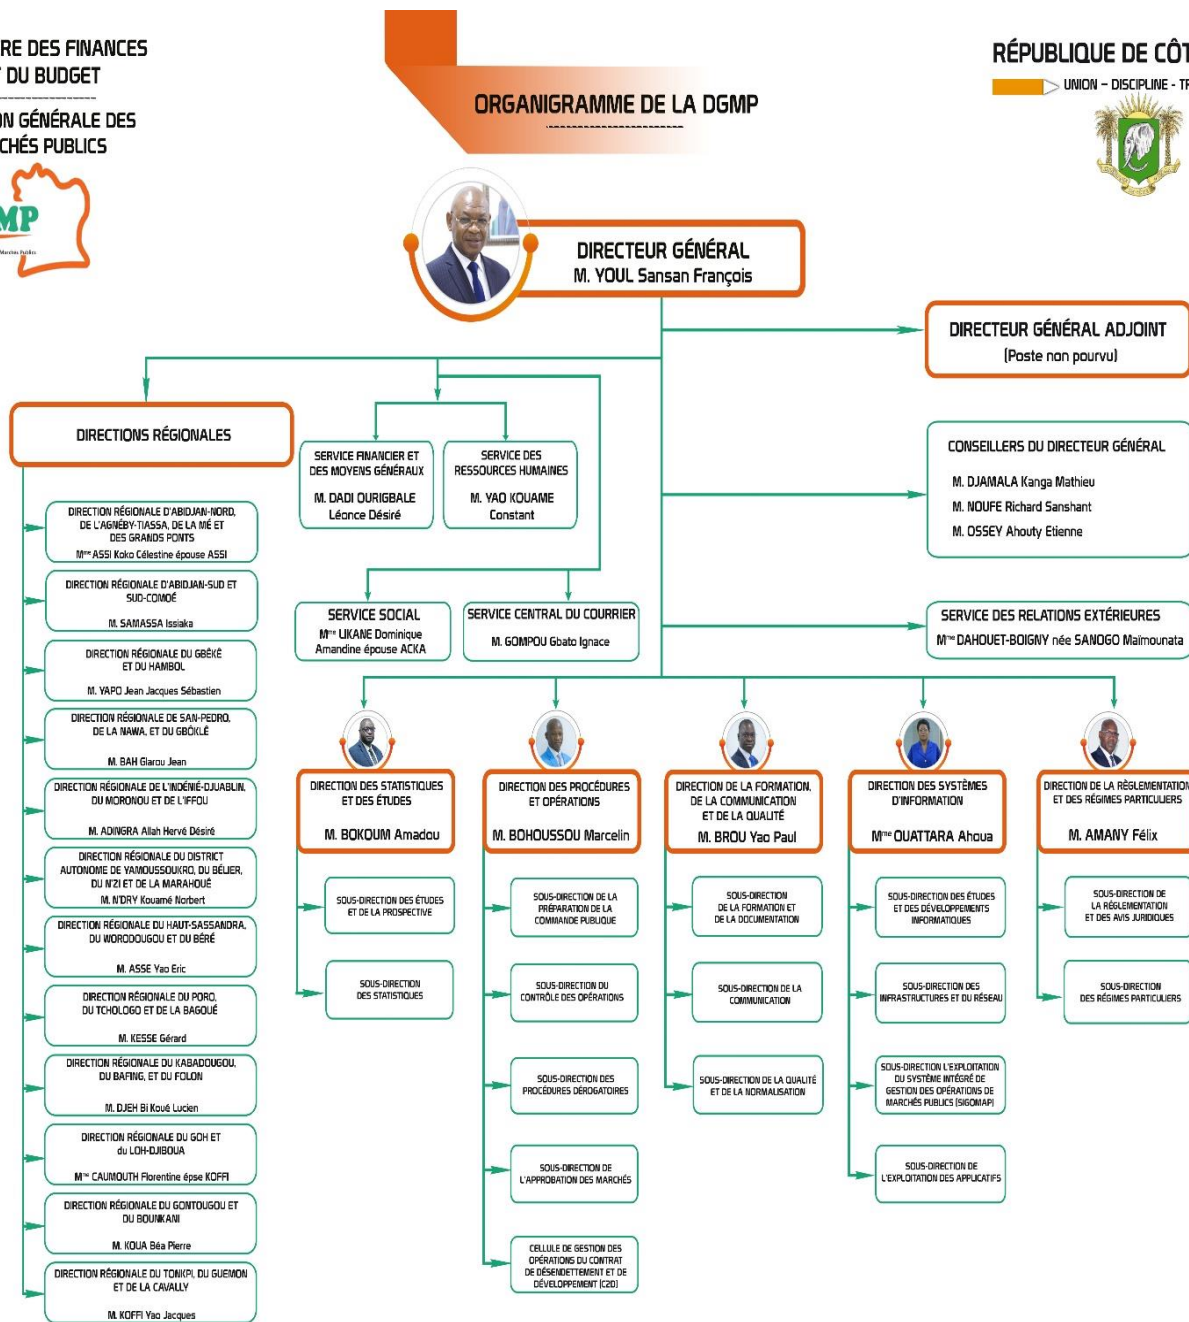 RE DES FINANCES
DU BUDGET
ON GÉNÉRALE DES
CHÉS PUBLICS
MP
Marchés Publics
ORGANIGRAMME DE LA DGMP
RÉPUBLIQUE DE CÔT
UNION – DISCIPLINE - TR
DIRECTEUR GÉNÉRAL
M. YOUL Sansan François
DIRECTEUR GÉNÉRAL ADJOINT
(Poste non pourvu)
CONSEILLERS DU DIRECTEUR GÉNÉRAL
M. DJAMALA Kanga Mathieu
M. NOUFE Richard Sanshant
M. OSSEY Ahouty Etienne
SERVICE DES RELATIONS EXTÉRIEURES
Mme DAHOUET-BOIGNY née SANOGO Maïmounata
SERVICE FINANCIER ET
DES MOYENS GÉNÉRAUX
M. DADI OURIGBALE
Léonce Désiré
SERVICE DES
RESSOURCES HUMAINES
M. YAO KOUAME
Constant
SERVICE SOCIAL
Mme LIKANE Dominique
Amandine épouse ACKA
SERVICE CENTRAL DU COURRIER
M. GOMPOU Gbato Ignace
DIRECTIONS RÉGIONALES
DIRECTION RÉGIONALE D'ABIDJAN-NORD,
DE L'AGNÉBY-TIASSA, DE LA MÉ ET
DES GRANDS PONTS
Mme ASSI Koko Célestine épouse ASSI
DIRECTION RÉGIONALE D'ABIDJAN-SUD ET
SUD-COMOÉ
M. SAMASSA Issiaka
DIRECTION RÉGIONALE DU GBÊKÊ
ET DU HAMBOL
M. YAPO Jean Jacques Sébastien
DIRECTION RÉGIONALE DE SAN-PEDRO,
DE LA NAWA, ET DU GBÔKLÊ
M. BAH Glarou Jean
DIRECTION RÉGIONALE DE L'INDÉNIÉ-DJUABLIN,
DU MORONOU ET DE L'IFFOU
M. ADINGRA Allah Hervé Désiré
DIRECTION RÉGIONALE DU DISTRICT
AUTONOME DE YAMOUSSOUKRO, DU BÉLIER,
DU N'ZI ET DE LA MARAHOUÉ
M. N'DRY Kouamé Norbert
DIRECTION RÉGIONALE DU HAUT-SASSANDRA,
DU WORODOUGOU ET DU BÉRÉ
M. ASSE Yao Eric
DIRECTION RÉGIONALE DU PORO,
DU TCHOLOGO ET DE LA BAGOUÉ
M. KESSE Gérard
DIRECTION RÉGIONALE DU KABADOUGOU,
DU BAFING, ET DU FOLON
M. DJEH Bi Koué Lucien
DIRECTION RÉGIONALE DU GOH ET
du LOH-DJIBOUA
Mme CAUMOUTH Florentine épse KOFFI
DIRECTION RÉGIONALE DU GONTOUGOU ET
DU BOUNKANI
M. KOUA Béa Pierre
DIRECTION RÉGIONALE DU TONKPI, DU GUEMON
ET DE LA CAVALLY
M. KOFFI Yao Jacques
DIRECTION DES STATISTIQUES
ET DES ÉTUDES
M. BOKOUM Amadou
SOUS-DIRECTION DES ÉTUDES
ET DE LA PROSPECTIVE
SOUS-DIRECTION
DES STATISTIQUES
DIRECTION DES PROCÉDURES
ET OPÉRATIONS
M. BOHOUSSOU Marcelin
SOUS-DIRECTION DE LA
PRÉPARATION DE LA
COMMANDE PUBLIQUE
SOUS-DIRECTION DU
CONTRÔLE DES OPÉRATIONS
SOUS-DIRECTION DES
PROCÉDURES DÉROGATOIRES
SOUS-DIRECTION DE
L'APPROBATION DES MARCHÉS
CELLULE DE GESTION DES
OPÉRATIONS DU CONTRAT
DE DÉSENDETTEMENT ET DE
DÉVELOPPEMENT (C2D)
DIRECTION DE LA FORMATION,
DE LA COMMUNICATION
ET DE LA QUALITÉ
M. BROU Yao Paul
SOUS-DIRECTION
DE LA FORMATION ET
DE LA DOCUMENTATION
SOUS-DIRECTION DE LA
COMMUNICATION
SOUS-DIRECTION DE LA QUALITÉ
ET DE LA NORMALISATION
DIRECTION DES SYSTÈMES
D'INFORMATION
Mme OUATTARA Ahoua
SOUS-DIRECTION DES ÉTUDES
ET DES DÉVELOPPEMENTS
INFORMATIQUES
SOUS-DIRECTION DES
INFRASTRUCTURES ET DU RÉSEAU
SOUS-DIRECTION L'EXPLOITATION
DU SYSTÈME INTÉGRÉ DE
GESTION DES OPÉRATIONS DE
MARCHÉS PUBLICS (SIGOMAP)
SOUS-DIRECTION DE
L'EXPLOITATION DES APPLICATIFS
DIRECTION DE LA RÈGLEMENTATION
ET DES RÉGIMES PARTICULIERS
M. AMANY Félix
SOUS-DIRECTION DE
LA RÉGLEMENTATION
ET DES AVIS JURIDIQUES
SOUS-DIRECTION
DES RÉGIMES PARTICULIERS